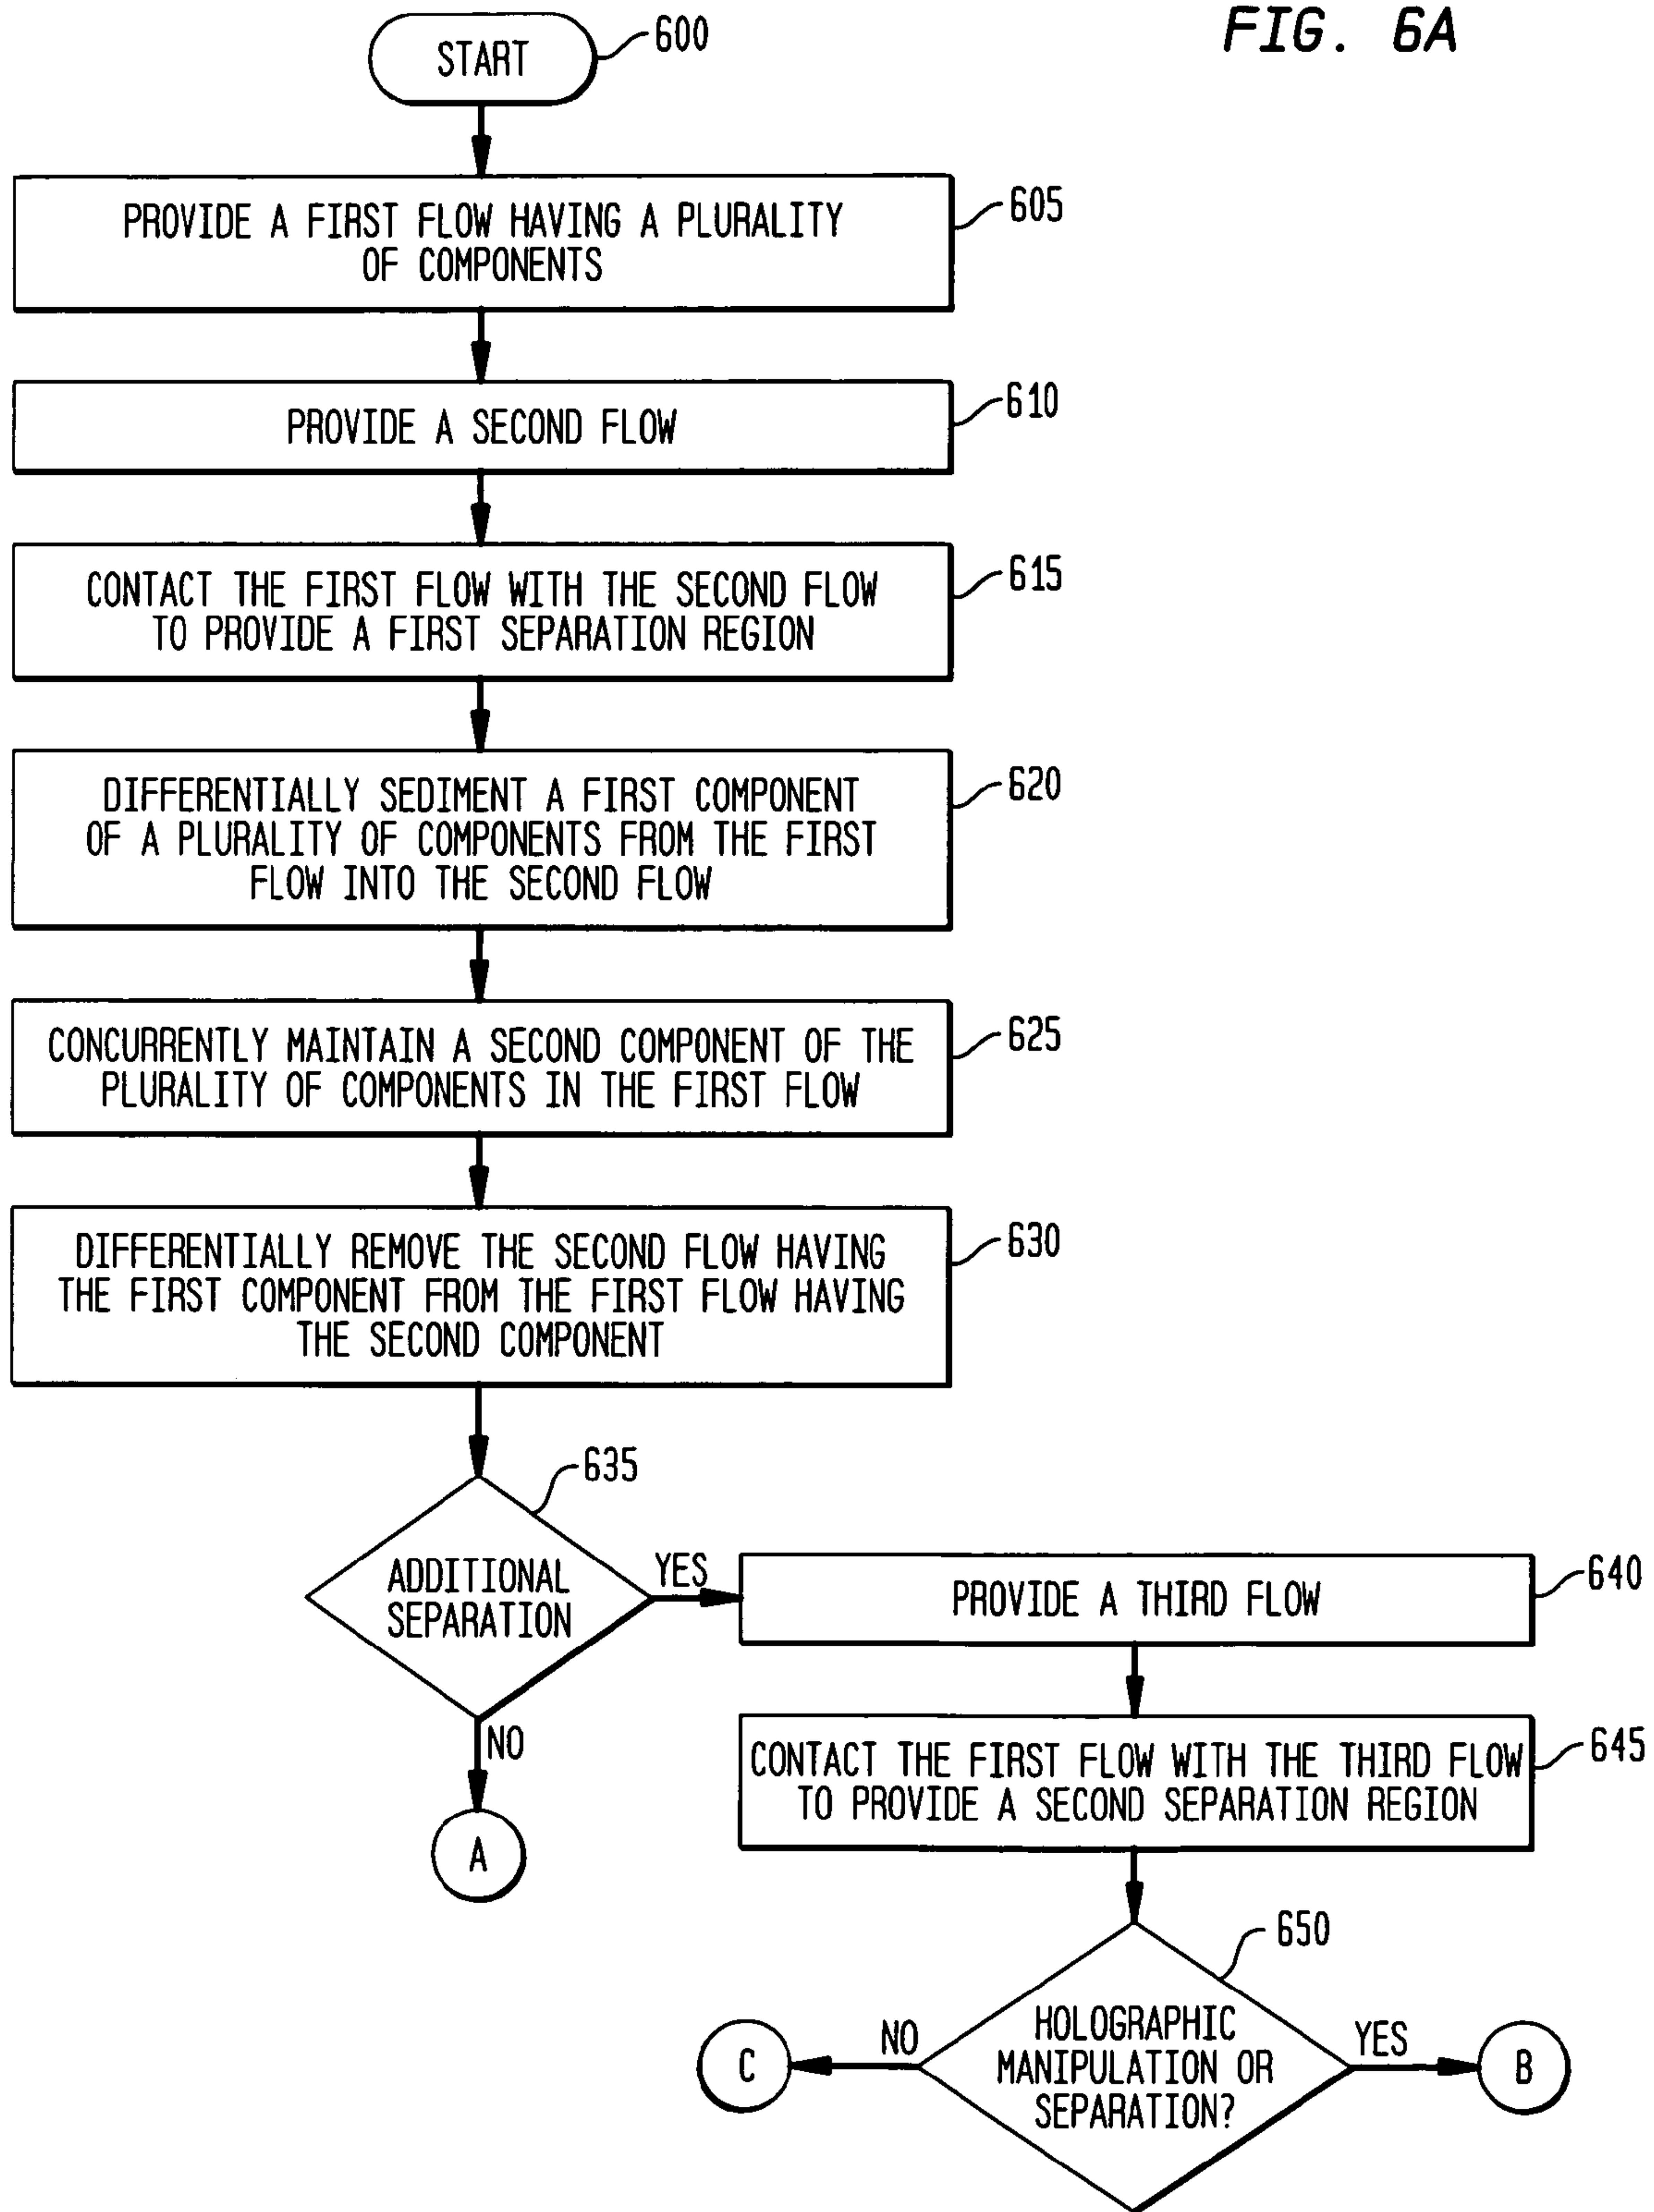 FIG. 6A
START
600
PROVIDE A FIRST FLOW HAVING A PLURALITY
OF COMPONENTS
605
PROVIDE A SECOND FLOW
610
CONTACT THE FIRST FLOW WITH THE SECOND FLOW
TO PROVIDE A FIRST SEPARATION REGION
615
DIFFERENTIALLY SEDIMENT A FIRST COMPONENT
OF A PLURALITY OF COMPONENTS FROM THE FIRST
FLOW INTO THE SECOND FLOW
620
CONCURRENTLY MAINTAIN A SECOND COMPONENT OF THE
PLURALITY OF COMPONENTS IN THE FIRST FLOW
625
DIFFERENTIALLY REMOVE THE SECOND FLOW HAVING
THE FIRST COMPONENT FROM THE FIRST FLOW HAVING
THE SECOND COMPONENT
630
635
ADDITIONAL
SEPARATION
YES
NO
A
PROVIDE A THIRD FLOW
640
CONTACT THE FIRST FLOW WITH THE THIRD FLOW
TO PROVIDE A SECOND SEPARATION REGION
645
650
HOLOGRAPHIC
MANIPULATION OR
SEPARATION?
NO
C
YES
B